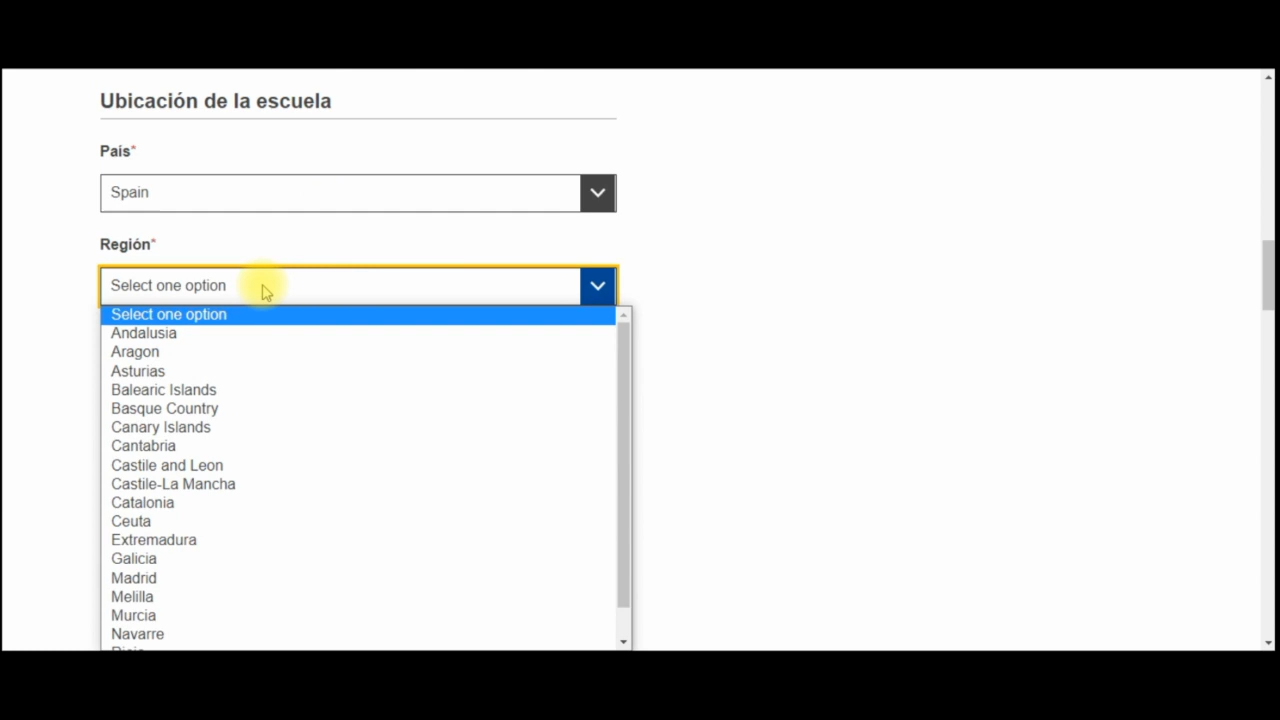 Ubicación de la escuela
País*
Spain
Región*
Select one option
Select one option
Andalusia
Aragon
Asturias
Balearic Islands
Basque Country
Canary Islands
Cantabria
Castile and Leon
Castile-La Mancha
Catalonia
Ceuta
Extremadura
Galicia
Madrid
Melilla
Murcia
Navarre